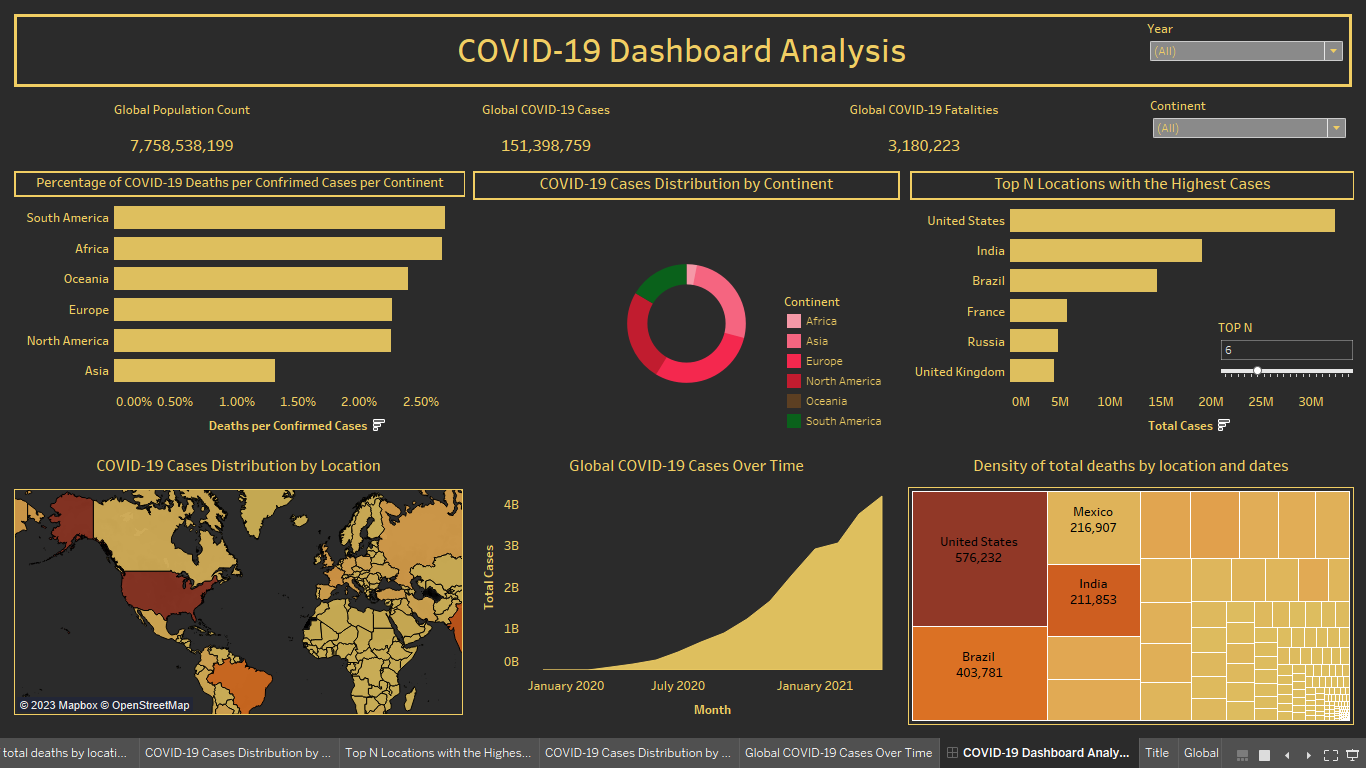 COVID-19 Dashboard Analysis
Year
(All)
Global Population Count
Global COVID-19 Cases
Global COVID-19 Fatalities
Continent
(All)
7,758,538,199
151,398,759
3,180,223
Percentage of COVID-19 Deaths per Confrimed Cases per Continent
South America
Africa
Oceania
Europe
North America
Asia
0.00% 0.50% 1.00% 1.50% 2.00% 2.50%
Deaths per Confirmed Cases
COVID-19 Cases Distribution by Continent
Continent
Africa
Asia
Europe
North America
Oceania
South America
Top N Locations with the Highest Cases
United States
India
Brazil
France
Russia
United Kingdom
TOP N
6
0M 5M 10M 15M 20M 25M 30M
Total Cases
COVID-19 Cases Distribution by Location
© 2023 Mapbox © OpenStreetMap
Global COVID-19 Cases Over Time
Total Cases
4B
3B
2B
1B
0B
January 2020 July 2020 January 2021
Month
Density of total deaths by location and dates
United States
576,232
Brazil
403,781
Mexico
216,907
India
211,853
total deaths by locati...
COVID-19 Cases Distribution by ...
Top N Locations with the Highes...
COVID-19 Cases Distribution by ...
Global COVID-19 Cases Over Time
COVID-19 Dashboard Analy...
Title
Global